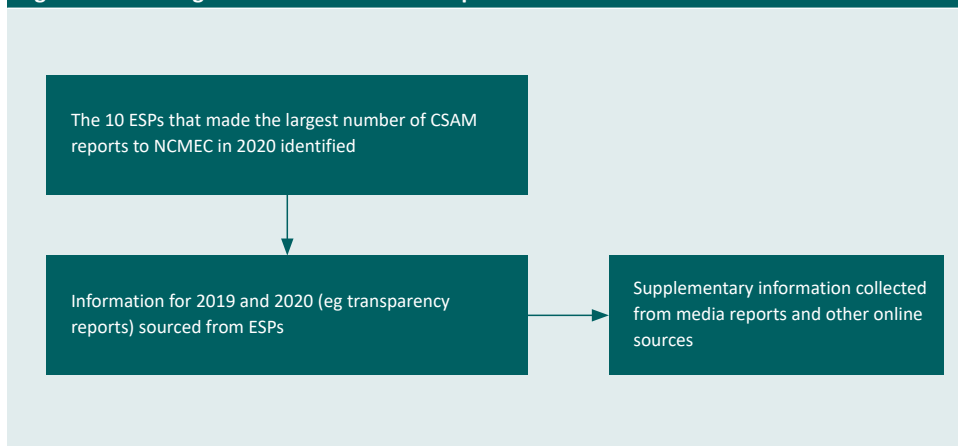 The 10 ESPs that made the largest number of CSAM
reports to NCMEC in 2020 identified
Information for 2019 and 2020 (eg transparency
reports) sourced from ESPs
Supplementary information collected
from media reports and other online
sources